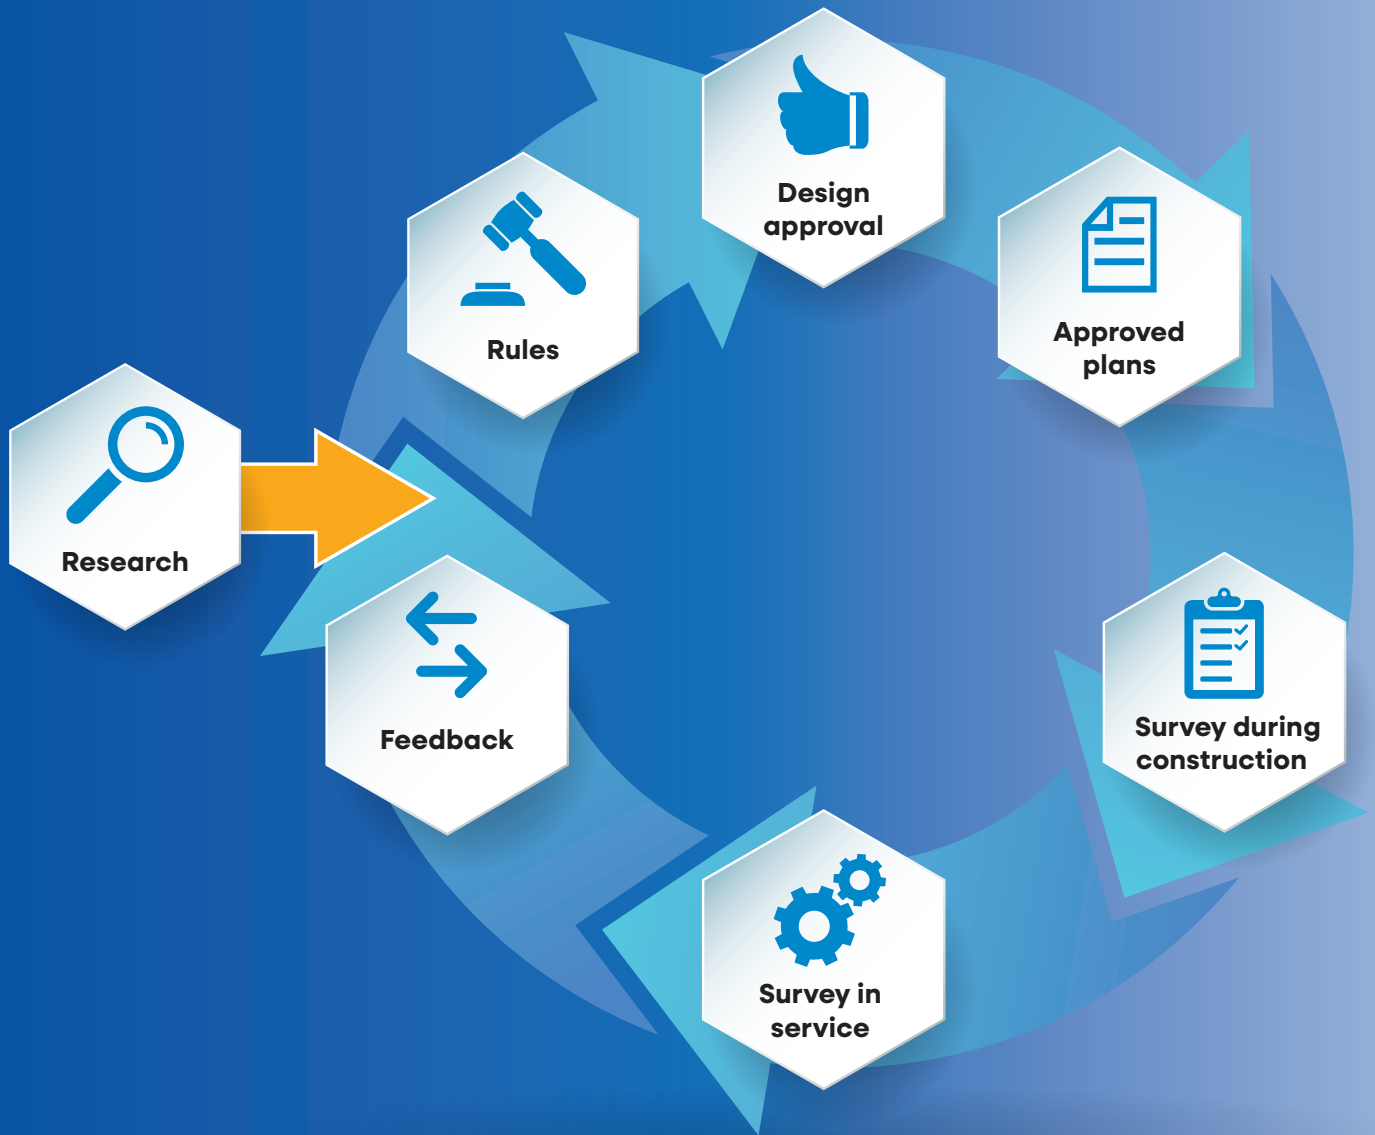 Design
approval
Approved
plans
Rules
Research
Feedback
Survey during
construction
Survey in
service